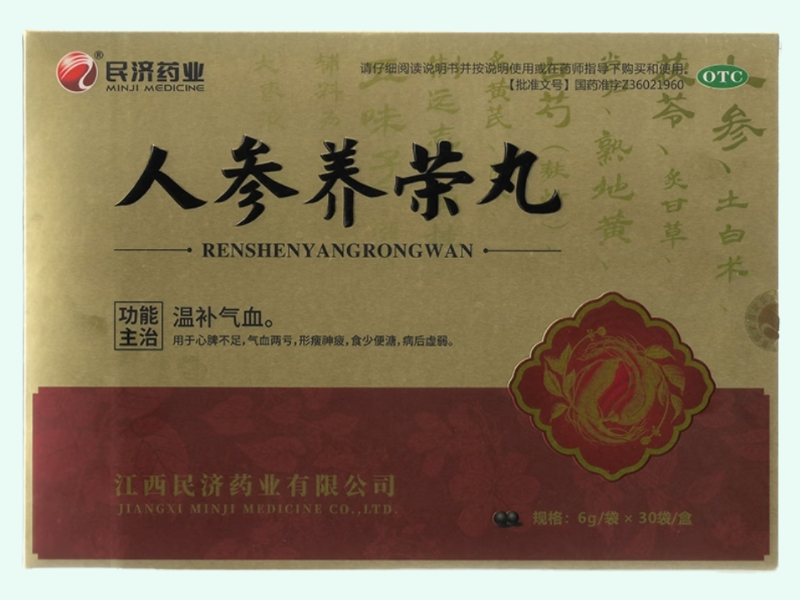 民济药业
MINJI MEDICINE
请仔细阅读说明书并按说明使用或在药师指导下购买和使用
【批准文号】国药准字Z36021960
OTC
人参养荣丸
RENSHENYANGRONGWAN
功能
主治
温补气血。
用于心脾不足,气血两亏,形瘦神疲,食少便溏,病后虚弱。
人参、土白术
茯苓、炙甘草、
熟地黄、
江西民济药业有限公司
JIANGXI MINJI MEDICINE CO.,LTD.
规格：6g/袋 × 30袋/盒